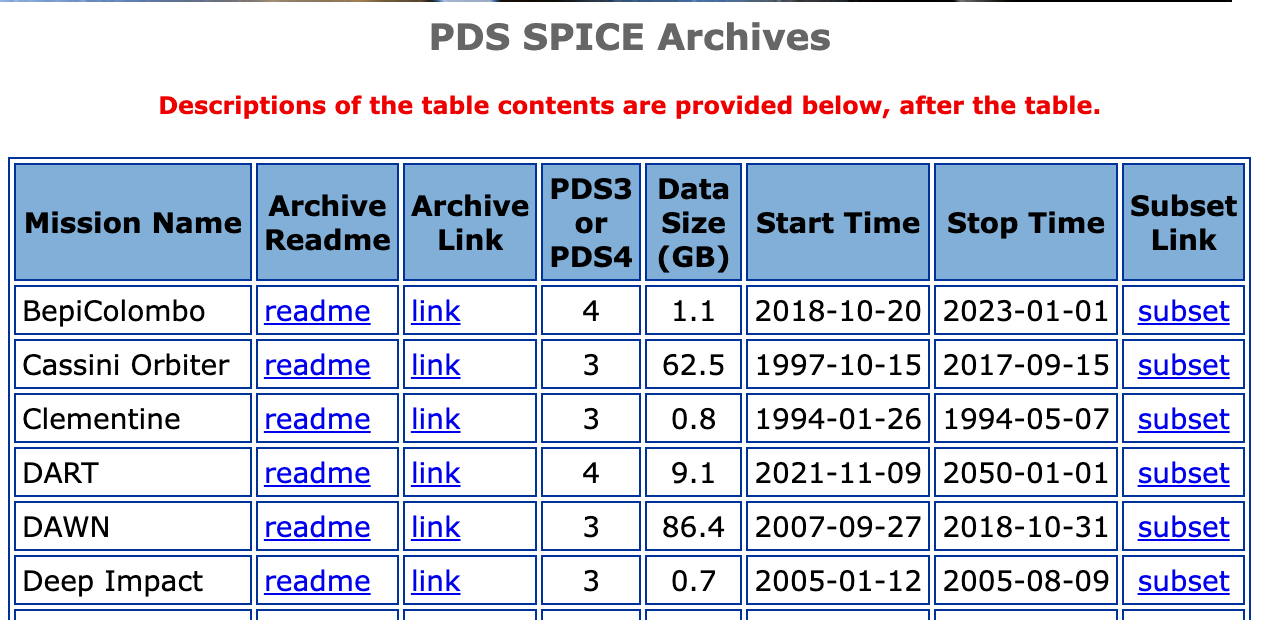 PDS SPICE Archives
Descriptions of the table contents are provided below, after the table.
Mission Name Archive Readme Archive Link PDS3 or PDS4 Data Size (GB) Start Time Stop Time Subset Link
BepiColombo readme link 4 1.1 2018-10-20 2023-01-01 subset
Cassini Orbiter readme link 3 62.5 1997-10-15 2017-09-15 subset
Clementine readme link 3 0.8 1994-01-26 1994-05-07 subset
DART readme link 4 9.1 2021-11-09 2050-01-01 subset
DAWN readme link 3 86.4 2007-09-27 2018-10-31 subset
Deep Impact readme link 3 0.7 2005-01-12 2005-08-09 subset